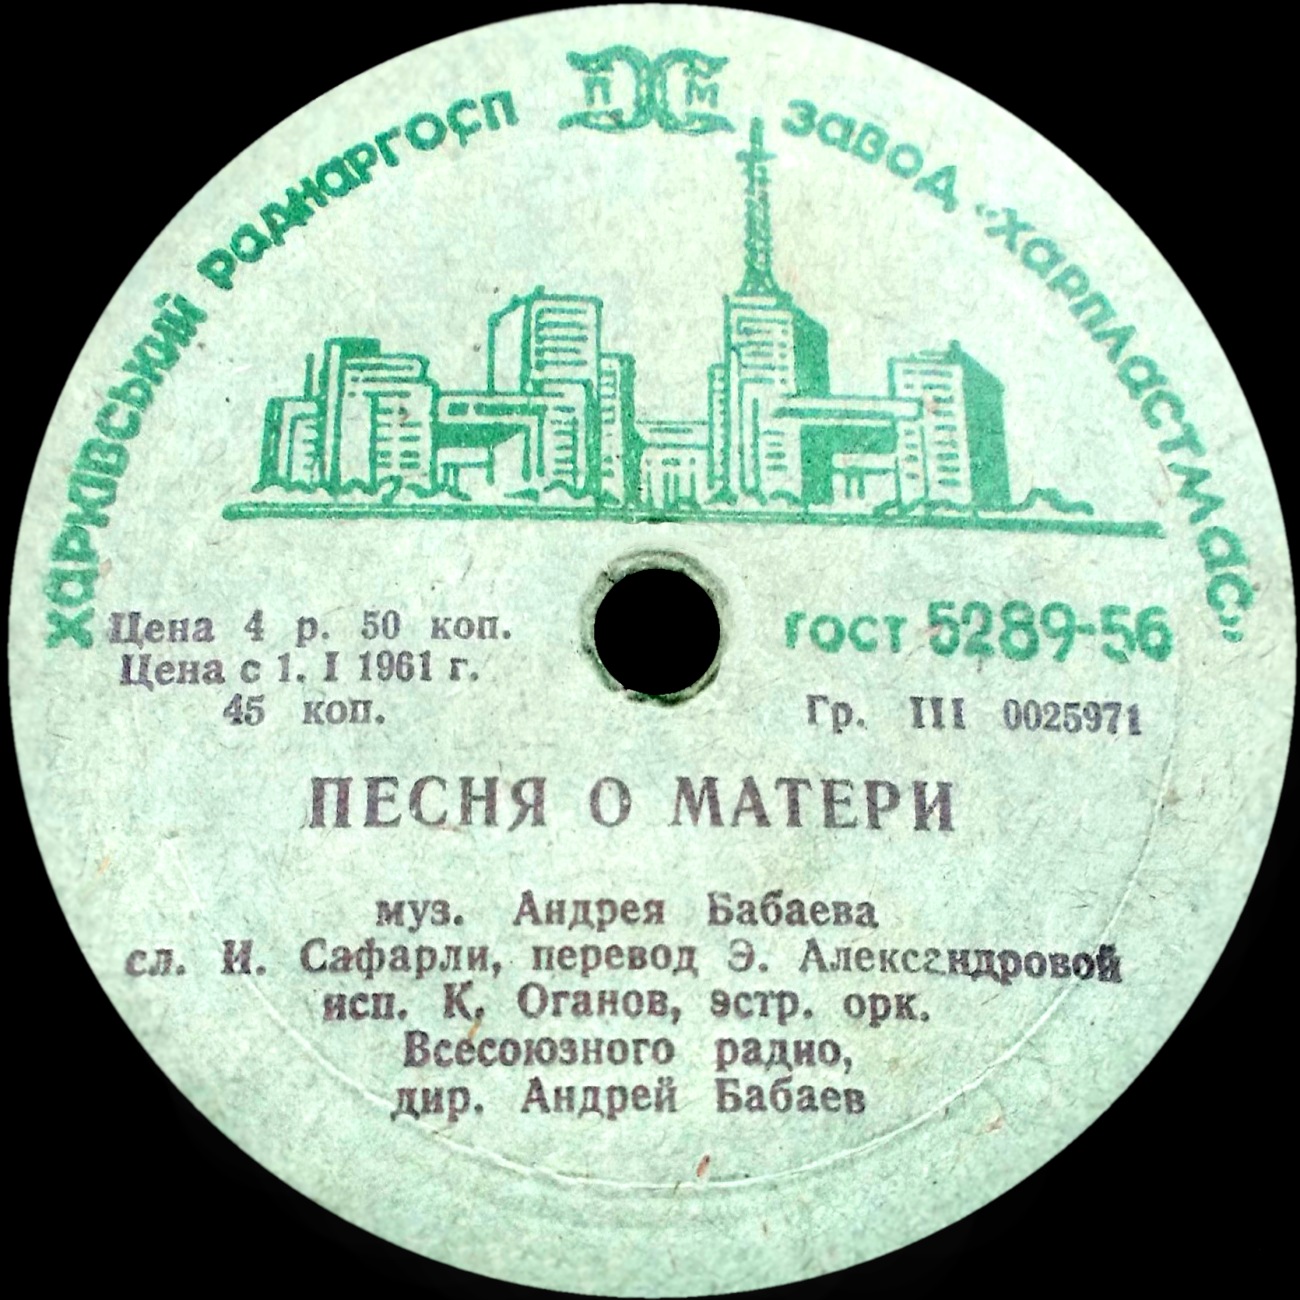 Харківський раднаргосп
П М
завод „Харпластмас”
Цена 4 р. 50 коп.
Цена с 1. I 1961 г.
45 коп.
ГОСТ 5289-56
Гр. III 0025971
ПЕСНЯ О МАТЕРИ
муз. Андрея Бабаева
сл. И. Сафарли, перевод Э. Александровой
исп. К. Оганов, эстр. орк.
Всесоюзного радио,
дир. Андрей Бабаев